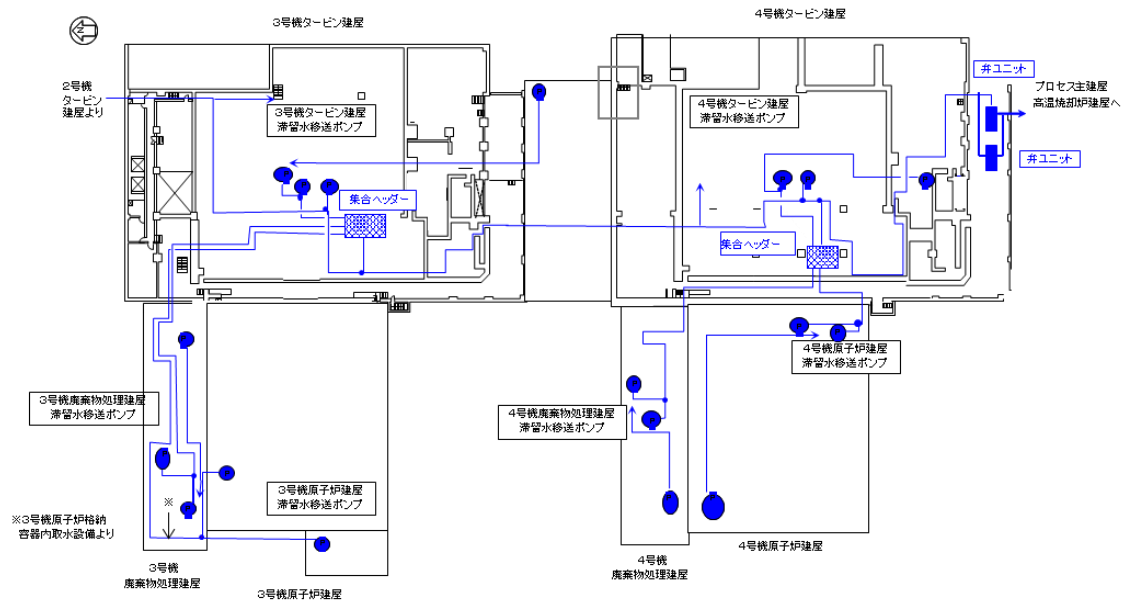 3号機タービン建屋
4号機タービン建屋
2号機
タービン
建屋より
3号機タービン建屋
滞留水移送ポンプ
4号機タービン建屋
滞留水移送ポンプ
弁ユニット
プロセス主建屋
高温焼却炉建屋へ
弁ユニット
集合ヘッダー
集合ヘッダー
4号機原子炉建屋
滞留水移送ポンプ
3号機廃棄物処理建屋
滞留水移送ポンプ
4号機廃棄物処理建屋
滞留水移送ポンプ
3号機原子炉建屋
滞留水移送ポンプ
※
※3号機原子炉格納
容器内取水設備より
3号機
廃棄物処理建屋
3号機原子炉建屋
4号機
廃棄物処理建屋
4号機原子炉建屋